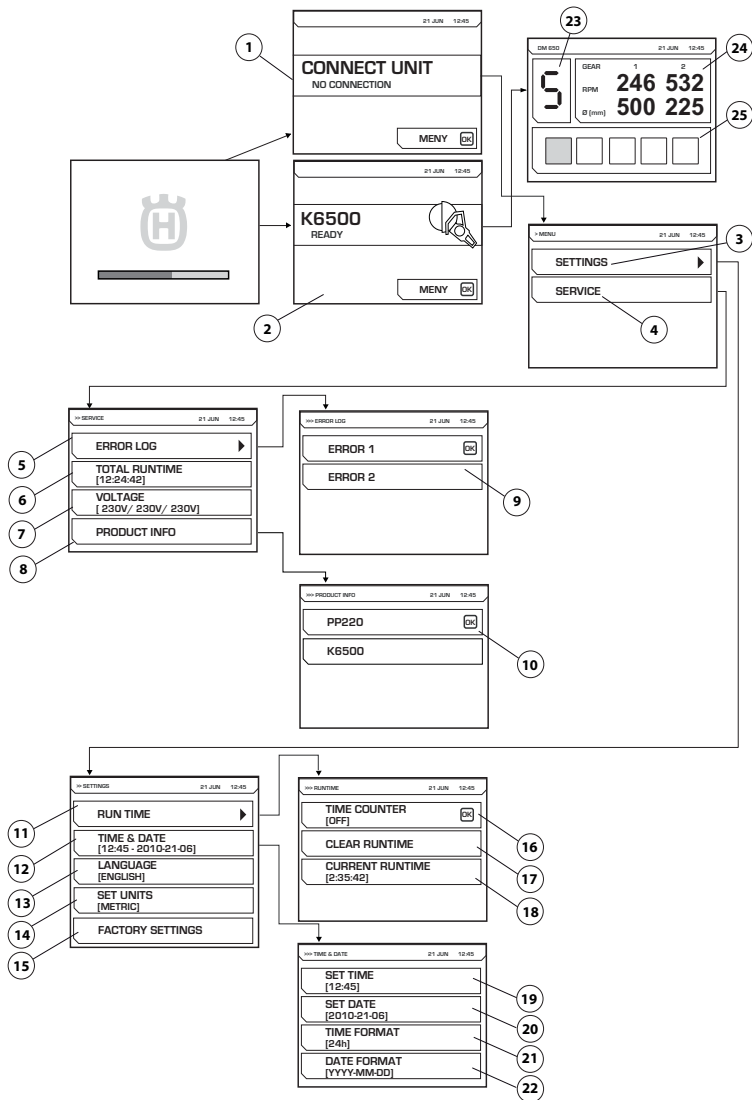 21 JUN 12:45
CONNECT UNIT
NO CONNECTION
MENY OK
1
23
DM 650 21 JUN 12:45
5
GEAR 1 2
RPM 246 532
Ø (mm) 500 225
24
25
H
21 JUN 12:45
K6500
READY
MENY OK
2
> MENU 21 JUN 12:45
SETTINGS
SERVICE
3
4
>> SERVICE 21 JUN 12:45
ERROR LOG
TOTAL RUNTIME
[12:24:42]
VOLTAGE
[ 230V/ 230V/ 230V]
PRODUCT INFO
5
6
7
8
>>> ERROR LOG 21 JUN 12:45
ERROR 1 OK
ERROR 2
9
>>> PRODUCT INFO 21 JUN 12:45
PP220 OK
K6500
10
>> SETTINGS 21 JUN 12:45
RUN TIME
TIME & DATE
[12:45 - 2010-21-06]
LANGUAGE
[ENGLISH]
SET UNITS
[METRIC]
FACTORY SETTINGS
11
12
13
14
15
>>> RUNTIME 21 JUN 12:45
TIME COUNTER OK
[OFF]
CLEAR RUNTIME
CURRENT RUNTIME
[2:35:42]
16
17
18
>>> TIME & DATE 21 JUN 12:45
SET TIME
[12:45]
SET DATE
[2010-21-06]
TIME FORMAT
[24h]
DATE FORMAT
[YYYY-MM-DD]
19
20
21
22